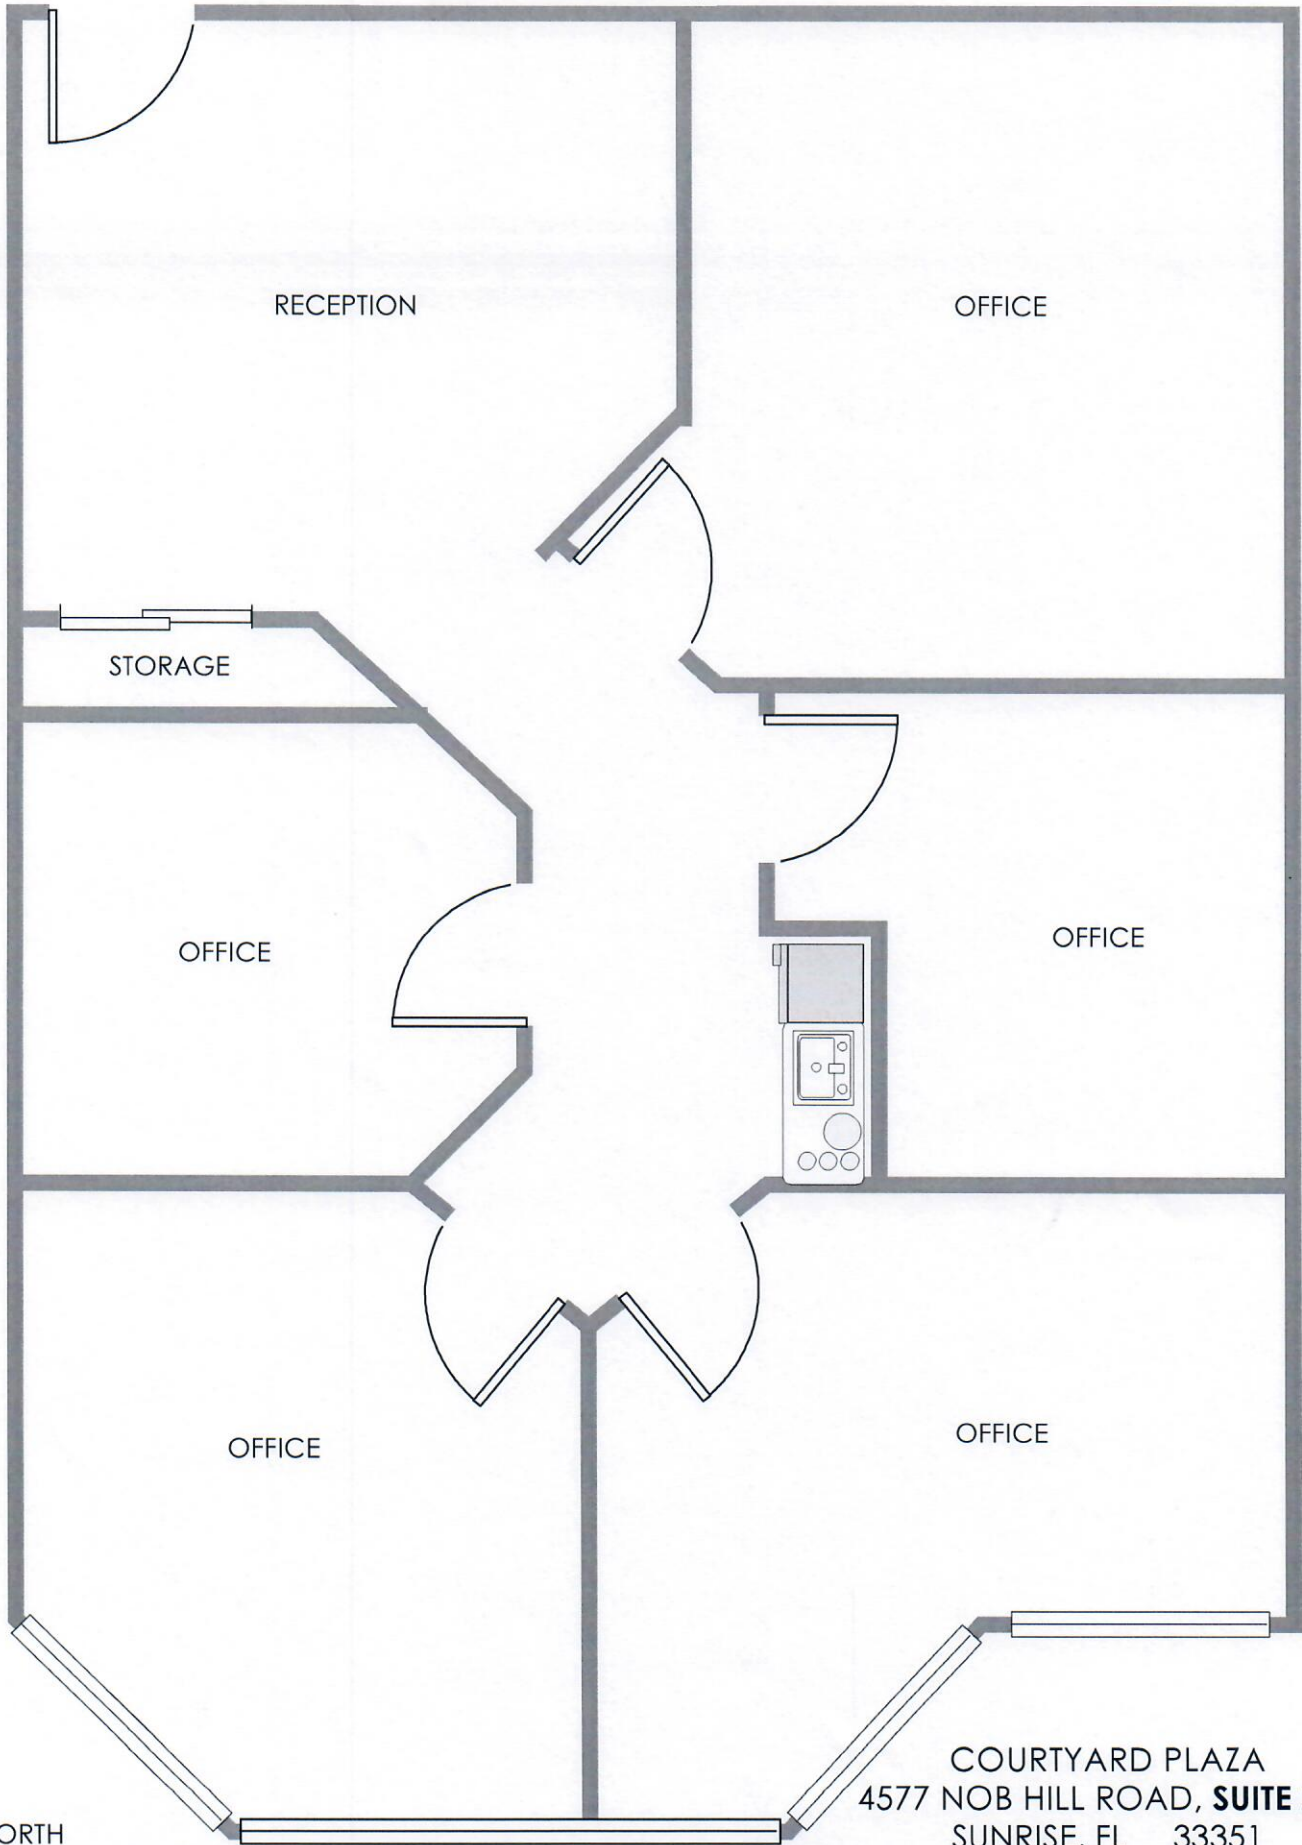 RECEPTION
OFFICE
STORAGE
OFFICE
OFFICE
OFFICE
OFFICE
COURTYARD PLAZA
4577 NOB HILL ROAD, SUITE
SUNRISE, FL 33351
ORTH